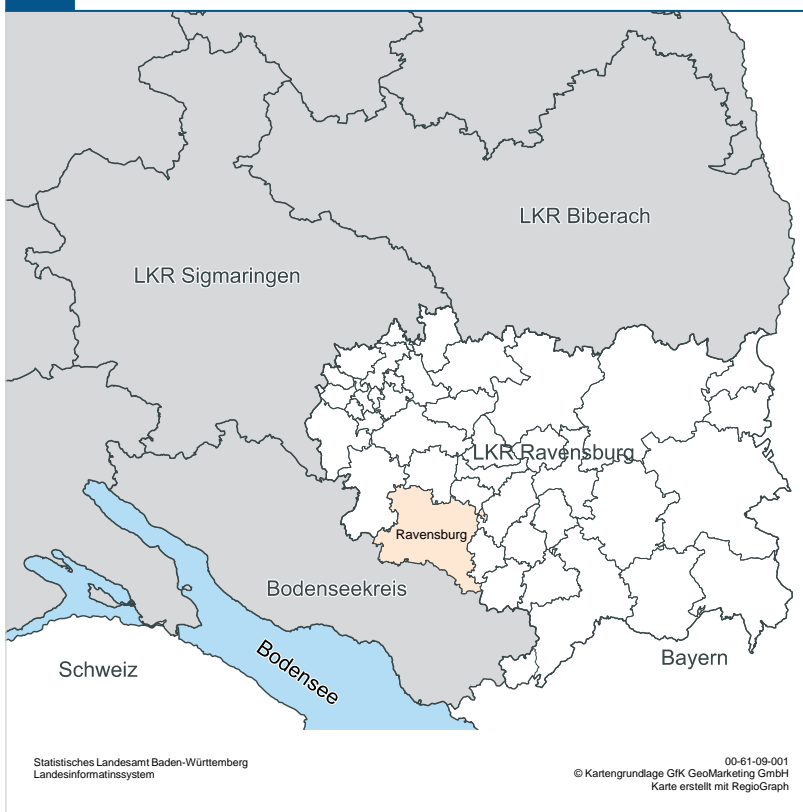 LKR Biberach
LKR Sigmaringen
LKR Ravensburg
Ravensburg
Bodenseekreis
Bodensee
Bayern
Schweiz
Statistisches Landesamt Baden-Württemberg
Landesinformatinssystem
00-61-09-001
© Kartengrundlage GfK GeoMarketing GmbH
Karte erstellt mit RegioGraph